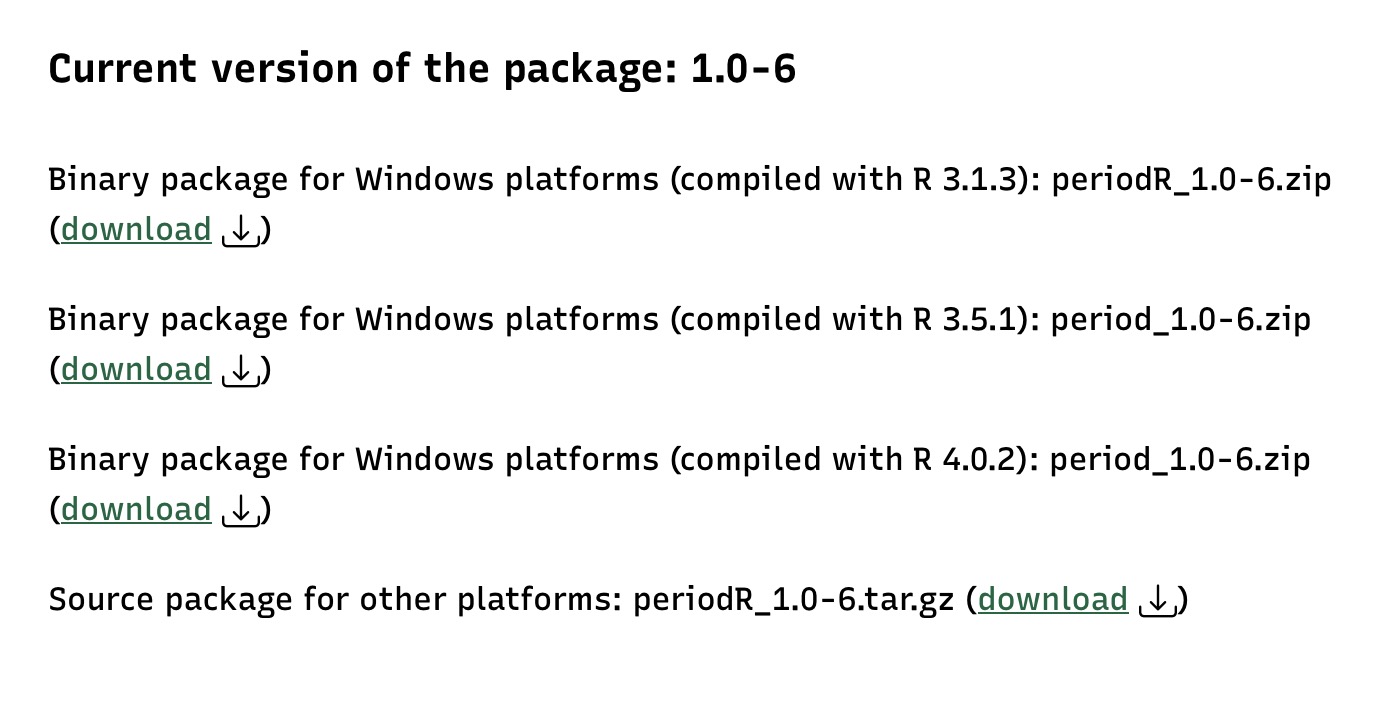 Current version of the package: 1.0-6
Binary package for Windows platforms (compiled with R 3.1.3): periodR_1.0-6.zip
(download)
Binary package for Windows platforms (compiled with R 3.5.1): period_1.0-6.zip
(download)
Binary package for Windows platforms (compiled with R 4.0.2): period_1.0-6.zip
(download)
Source package for other platforms: periodR_1.0-6.tar.gz (download)